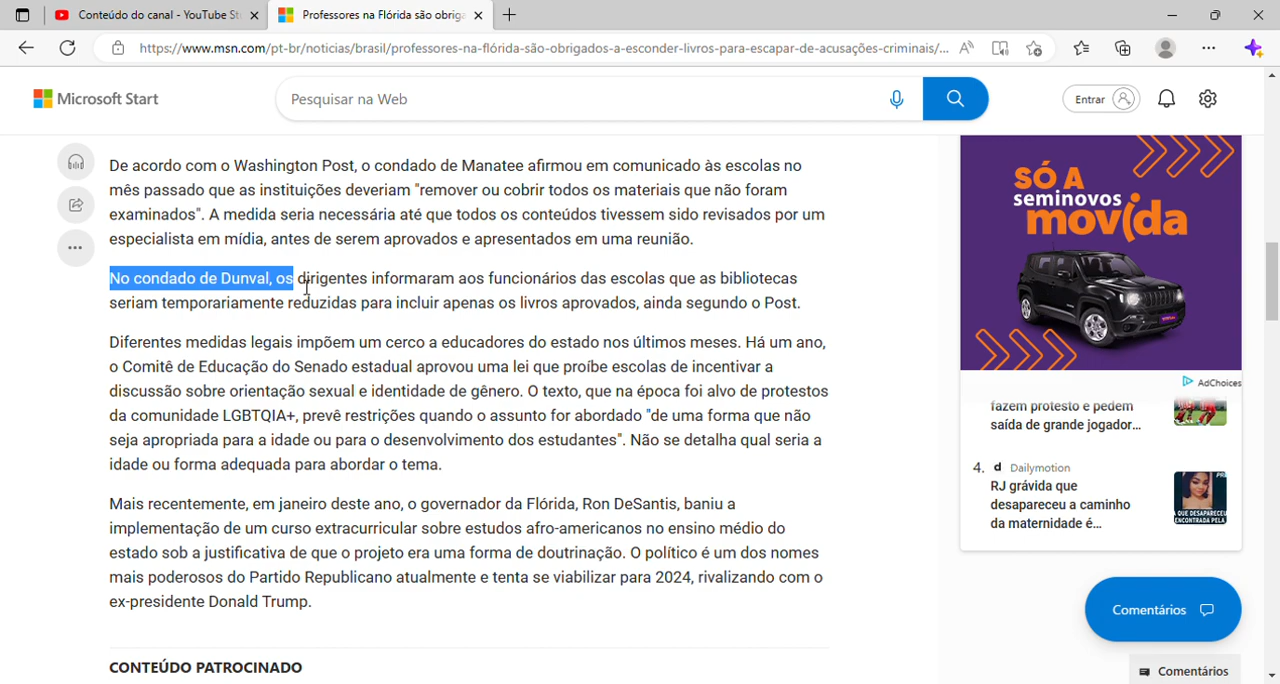 Conteúdo do canal - YouTube St
Professores na Flórida são obriga
https://www.msn.com/pt-br/noticias/brasil/professores-na-flórida-são-obrigados-a-esconder-livros-para-escapar-de-acusações-criminais/...
Microsoft Start
Pesquisar na Web
Entrar
De acordo com o Washington Post, o condado de Manatee afirmou em comunicado às escolas no
mês passado que as instituições deveriam "remover ou cobrir todos os materiais que não foram
examinados". A medida seria necessária até que todos os conteúdos tivessem sido revisados por um
especialista em mídia, antes de serem aprovados e apresentados em uma reunião.
No condado de Dunval, os dirigentes informaram aos funcionários das escolas que as bibliotecas
seriam temporariamente reduzidas para incluir apenas os livros aprovados, ainda segundo o Post.
Diferentes medidas legais impõem um cerco a educadores do estado nos últimos meses. Há um ano,
o Comitê de Educação do Senado estadual aprovou uma lei que proíbe escolas de incentivar a
discussão sobre orientação sexual e identidade de gênero. O texto, que na época foi alvo de protestos
da comunidade LGBTQIA+, prevê restrições quando o assunto for abordado "de uma forma que não
seja apropriada para a idade ou para o desenvolvimento dos estudantes". Não se detalha qual seria a
idade ou forma adequada para abordar o tema.
Mais recentemente, em janeiro deste ano, o governador da Flórida, Ron DeSantis, baniu a
implementação de um curso extracurricular sobre estudos afro-americanos no ensino médio do
estado sob a justificativa de que o projeto era uma forma de doutrinação. O político é um dos nomes
mais poderosos do Partido Republicano atualmente e tenta se viabilizar para 2024, rivalizando com o
ex-presidente Donald Trump.
CONTEÚDO PATROCINADO
SÓ A
seminovos
movida
AdChoices
fazem protesto e pedem
saída de grande jogador...
4. d Dailymotion
RJ grávida que
desapareceu a caminho
da maternidade é...
QUE DESAPARECEU
ENCONTRADA PELA
Comentários
Comentários